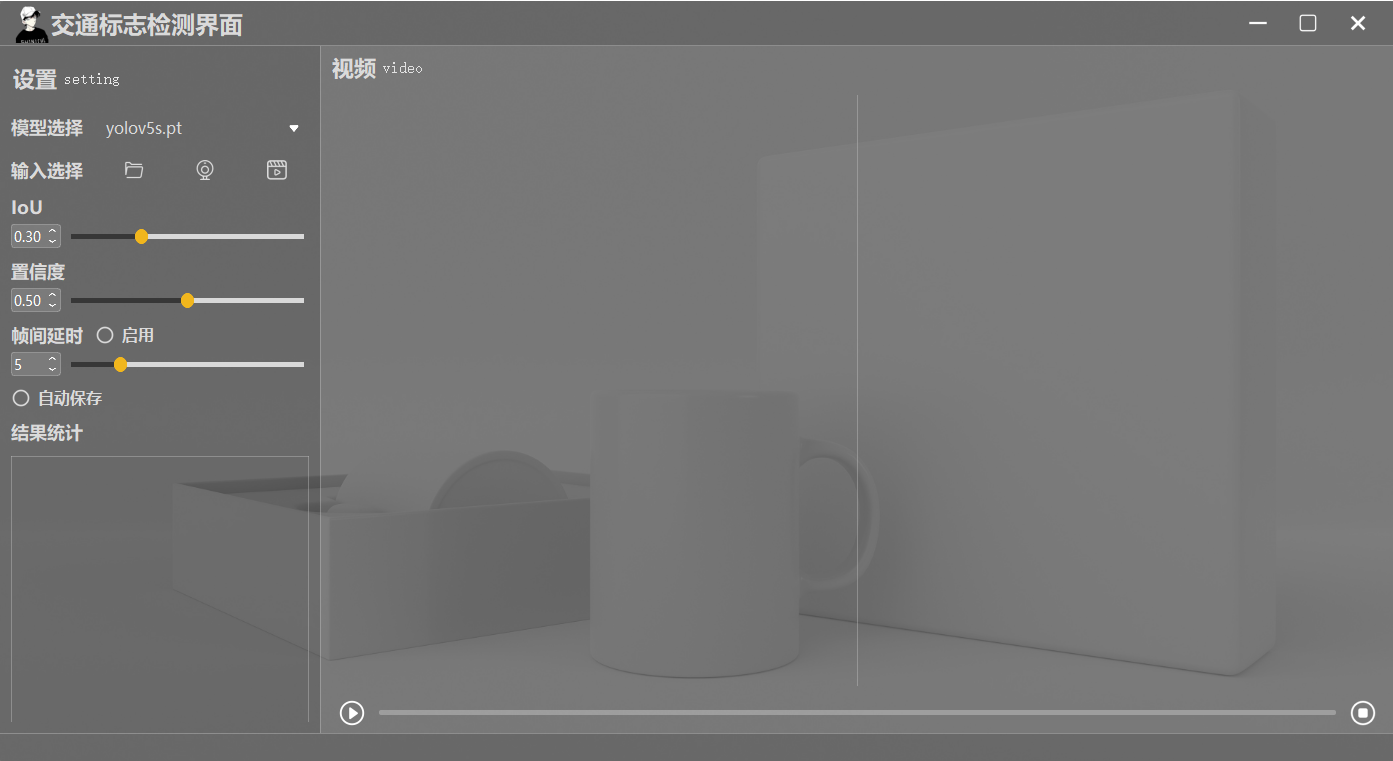 交通标志检测界面
设置 setting
视频 video
模型选择 yolov5s.pt
输入选择
IoU
0.30
置信度
0.50
帧间延时 启用
5
自动保存
结果统计